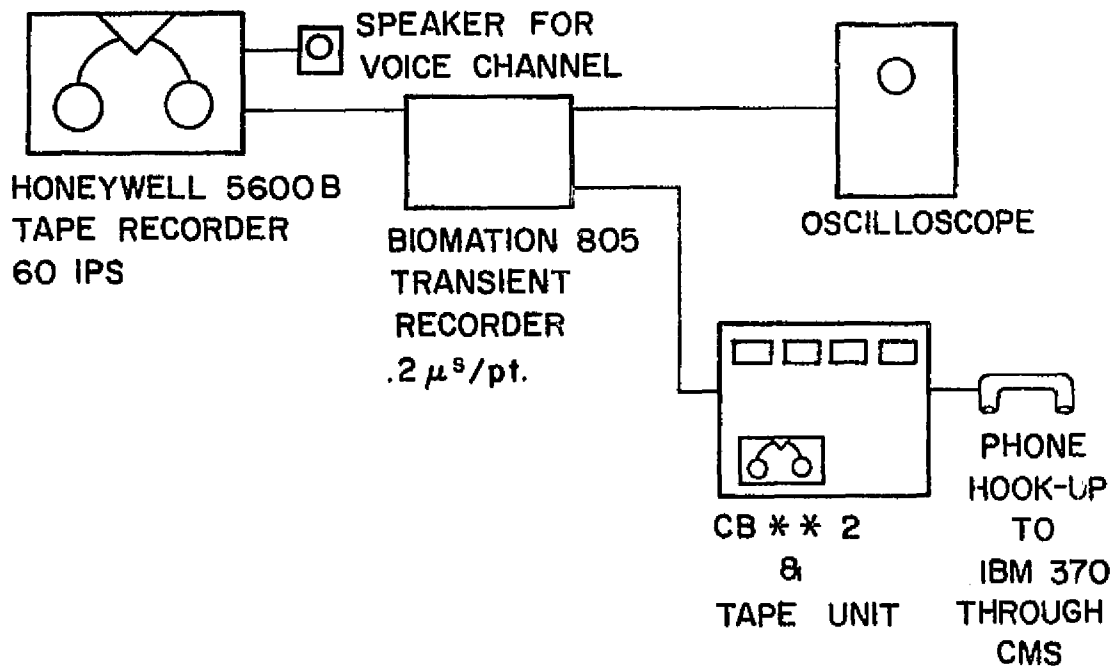 SPEAKER FOR
VOICE CHANNEL
HONEYWELL 5600B
TAPE RECORDER
60 IPS
BIOMATION 805
TRANSIENT
RECORDER
.2 μs/pt.
OSCILLOSCOPE
CB ** 2
&
TAPE UNIT
PHONE
HOOK-UP
TO
IBM 370
THROUGH
CMS